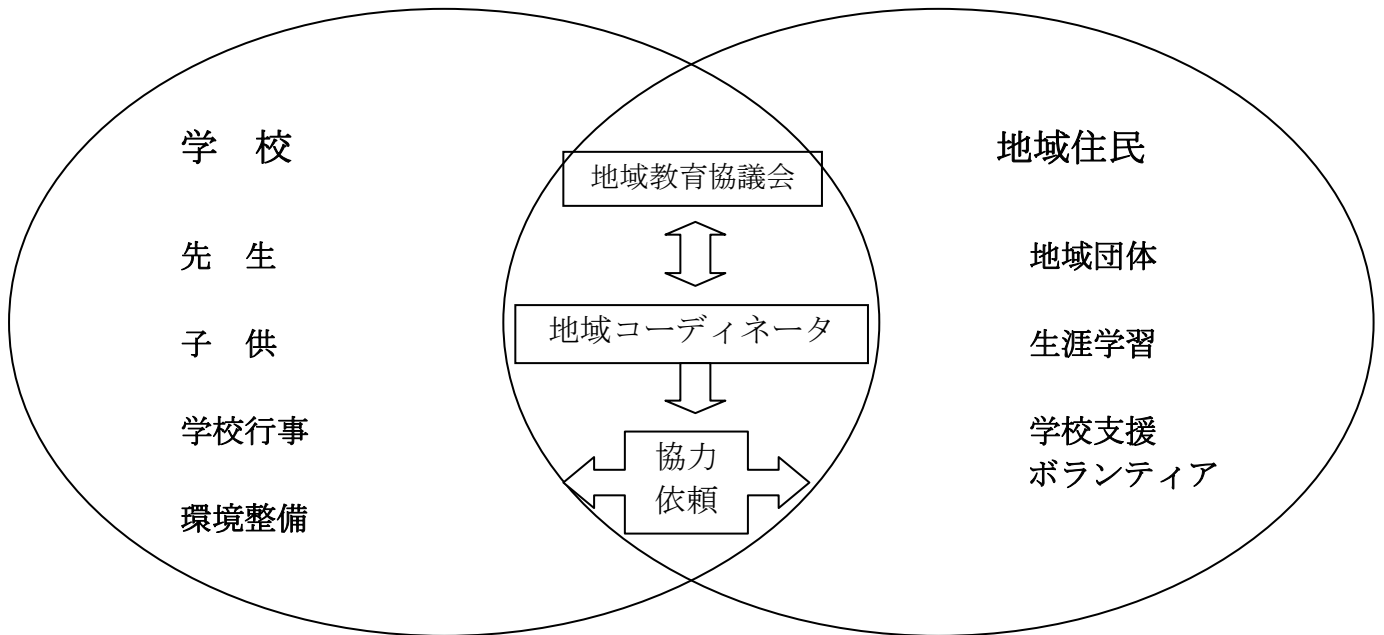 学　校
先　生
子　供
学校行事
環境整備
地域教育協議会
地域コーディネータ
協力
依頼
地域住民
地域団体
生涯学習
学校支援
ボランティア